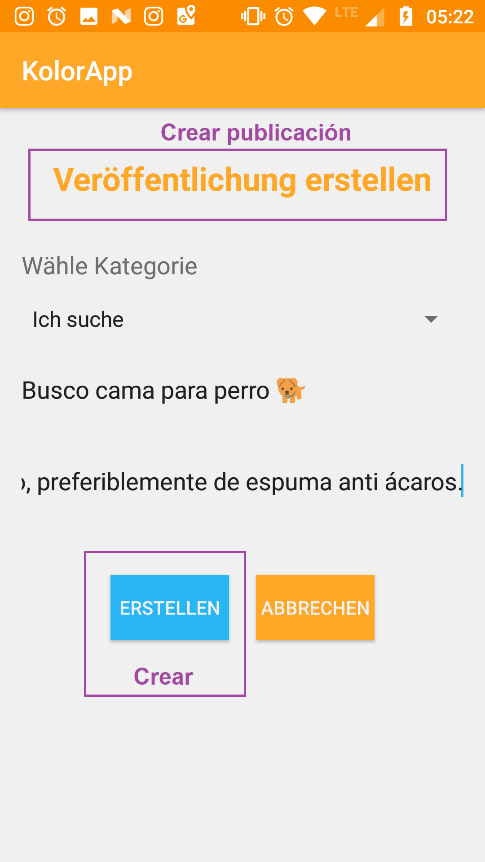 LTE 05:22
KolorApp
Crear publicación
Veröffentlichung erstellen
Wähle Kategorie
Ich suche
Busco cama para perro 🐕
, preferiblemente de espuma anti ácaros.
ERSTELLEN
ABBRECHEN
Crear